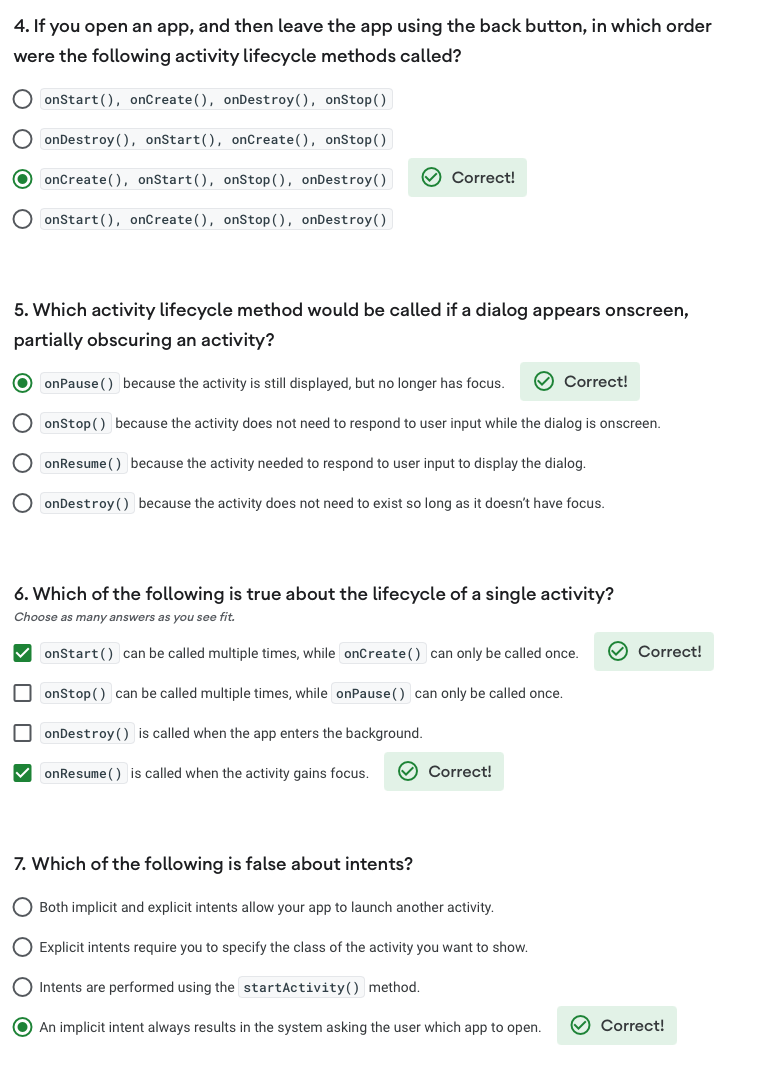 4. If you open an app, and then leave the app using the back button, in which order
were the following activity lifecycle methods called?
onStart(), onCreate(), onDestroy(), onStop()
onDestroy(), onStart(), onCreate(), onStop()
onCreate(), onStart(), onStop(), onDestroy() Correct!
onStart(), onCreate(), onStop(), onDestroy()
5. Which activity lifecycle method would be called if a dialog appears onscreen,
partially obscuring an activity?
onPause() because the activity is still displayed, but no longer has focus. Correct!
onStop() because the activity does not need to respond to user input while the dialog is onscreen.
onResume() because the activity needed to respond to user input to display the dialog.
onDestroy() because the activity does not need to exist so long as it doesn’t have focus.
6. Which of the following is true about the lifecycle of a single activity?
Choose as many answers as you see fit.
onStart() can be called multiple times, while onCreate() can only be called once. Correct!
onStop() can be called multiple times, while onPause() can only be called once.
onDestroy() is called when the app enters the background.
onResume() is called when the activity gains focus. Correct!
7. Which of the following is false about intents?
Both implicit and explicit intents allow your app to launch another activity.
Explicit intents require you to specify the class of the activity you want to show.
Intents are performed using the startActivity() method.
An implicit intent always results in the system asking the user which app to open. Correct!